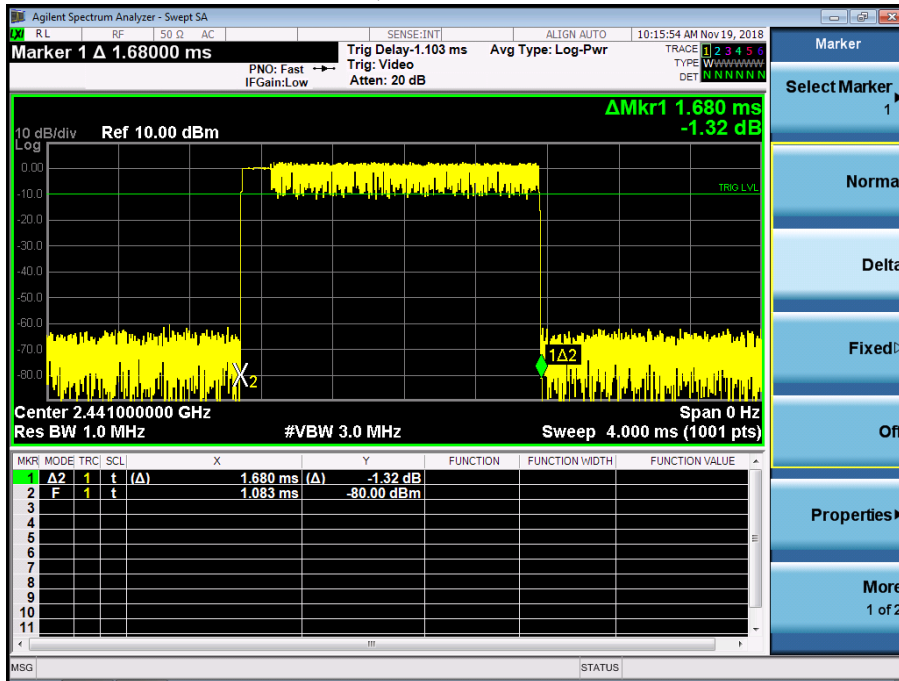 Agilent Spectrum Analyzer - Swept SA
LXI RL RF 50 Ω AC SENSE:INT ALIGN AUTO 10:15:54 AM Nov 19, 2018
Marker 1 Δ 1.68000 ms
Trig Delay-1.103 ms Avg Type: Log-Pwr
TRACE 1 2 3 4 5 6
PNO: Fast Trig: Video
TYPE WWWWWWW
IFGain:Low Atten: 20 dB
DET N N N N N N
Marker
Select Marker
1
Norma
Delta
Fixed
Off
Properties
More
1 of 2
ΔMkr1 1.680 ms
-1.32 dB
10 dB/div Ref 10.00 dBm
Log
0.00
-10.0
TRIG LVL
-20.0
-30.0
-40.0
-50.0
-60.0
-70.0
-80.0
X2
1Δ2
Center 2.441000000 GHz Span 0 Hz
Res BW 1.0 MHz #VBW 3.0 MHz Sweep 4.000 ms (1001 pts)
MKR MODE TRC SCL X Y FUNCTION FUNCTION WIDTH FUNCTION VALUE
1 Δ2 1 t (Δ) 1.680 ms (Δ) -1.32 dB
2 F 1 t 1.083 ms -80.00 dBm
3
4
5
6
7
8
9
10
11
MSG STATUS